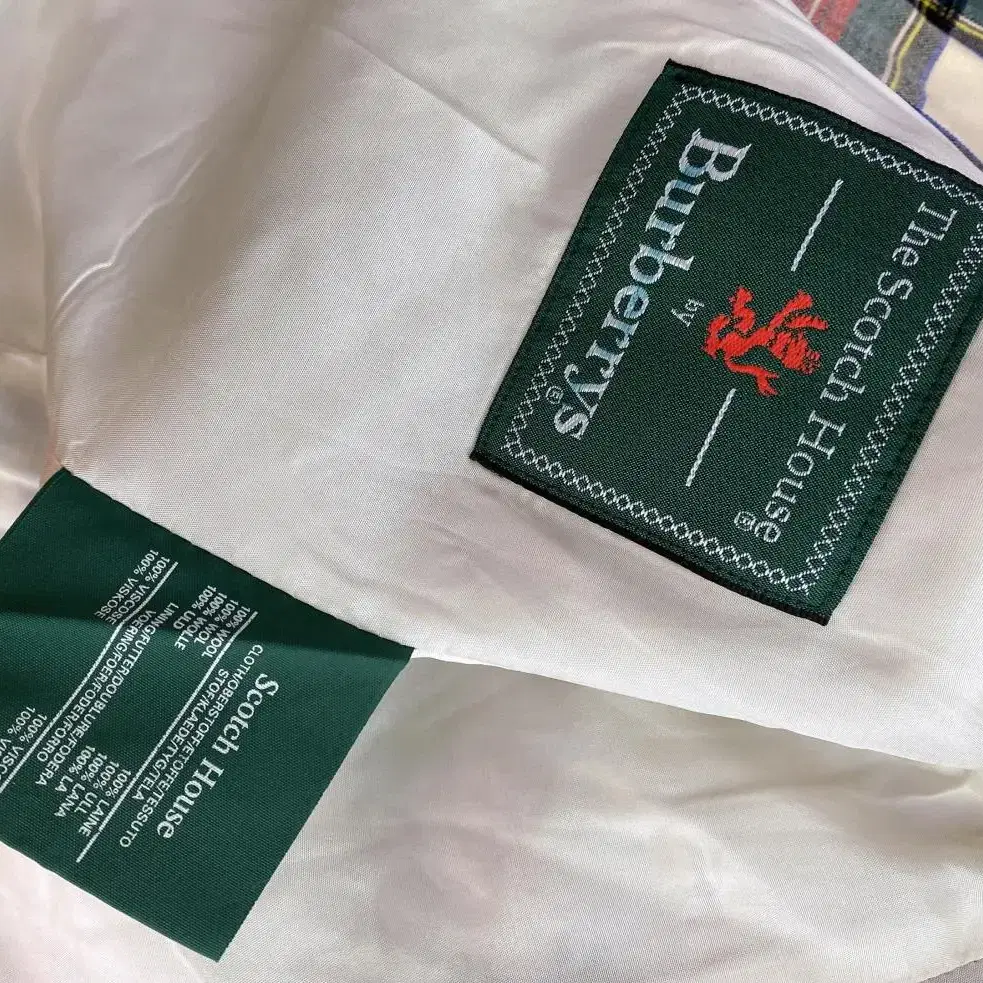 The Scotch House®
by
Burberrys®
Scotch House
CLOTH/OBERSTOFF/ETOFFE/TESSUTO
STOF/KLAEDE/TYG/TELA
100% WOOL
100% LAINE
100% WOL
100% ULL
100% WOLLE
100% LANA
100% ULD
LINING/FUTTER/DOUBLURE/FODERA
VOERING/FOER/FODER/FORRO
100% VISCOSE
100% VISKOSE